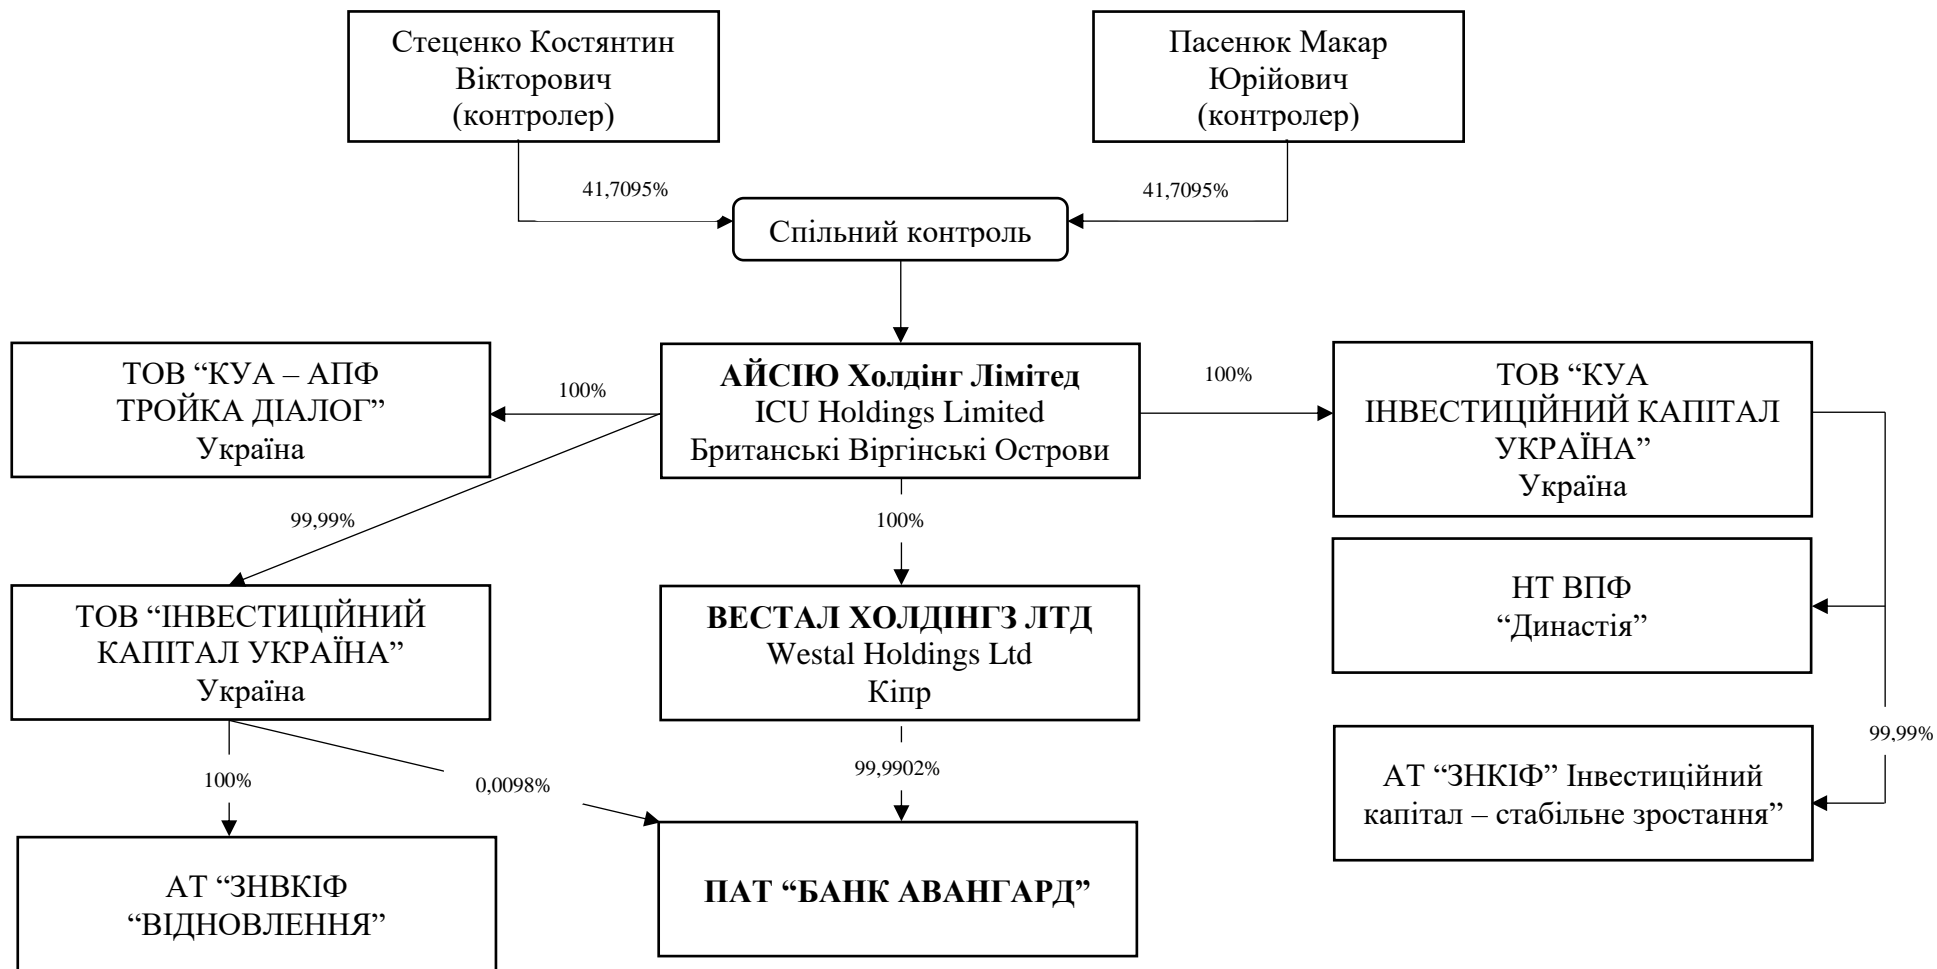 Стеценко Костянтин
Вікторович
(контролер)
Пасенюк Макар
Юрійович
(контролер)
41,7095%
41,7095%
Спільний контроль
ТОВ “КУА – АПФ
ТРОЙКА ДІАЛОГ”
Україна
100%
АЙСІЮ Холдінг Лімітед
ICU Holdings Limited
Британські Віргінські Острови
100%
ТОВ “КУА
ІНВЕСТИЦІЙНИЙ КАПІТАЛ
УКРАЇНА”
Україна
99,99%
100%
НТ ВПФ
“Династія”
ТОВ “ІНВЕСТИЦІЙНИЙ
КАПІТАЛ УКРАЇНА”
Україна
ВЕСТАЛ ХОЛДІНГЗ ЛТД
Westal Holdings Ltd
Кіпр
99,99%
АТ “ЗНКІФ” Інвестиційний
капітал – стабільне зростання”
100%
0,0098%
99,9902%
АТ “ЗНВКІФ
“ВІДНОВЛЕННЯ”
ПАТ “БАНК АВАНГАРД”